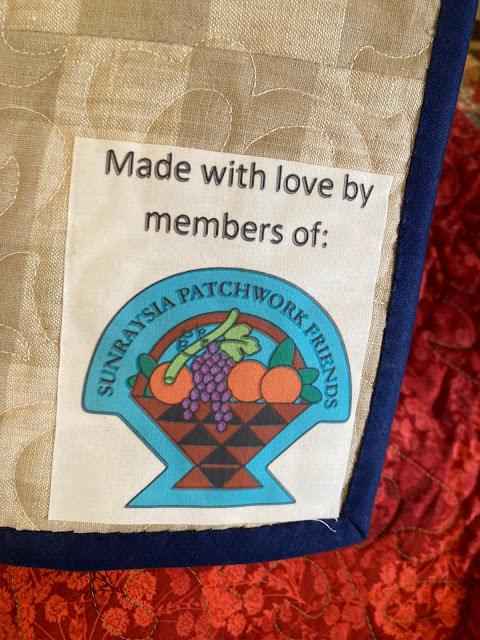 Made with love by
members of:
SUNRAYSIA PATCHWORK FRIENDS